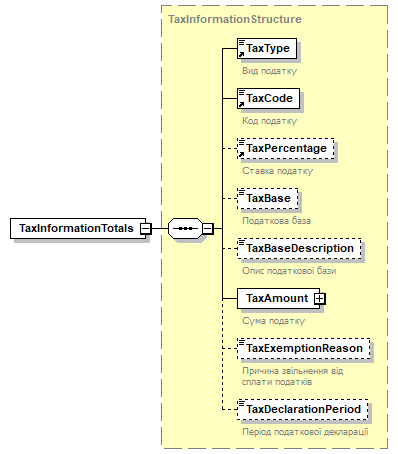 TaxInformationStructure
TaxType
Вид податку
TaxCode
Код податку
TaxPercentage
Ставка податку
TaxBase
Податкова база
TaxInformationTotals
TaxBaseDescription
Опис податкової бази
TaxAmount
Сума податку
TaxExemptionReason
Причина звільнення від
сплати податків
TaxDeclarationPeriod
Період податкової декларації